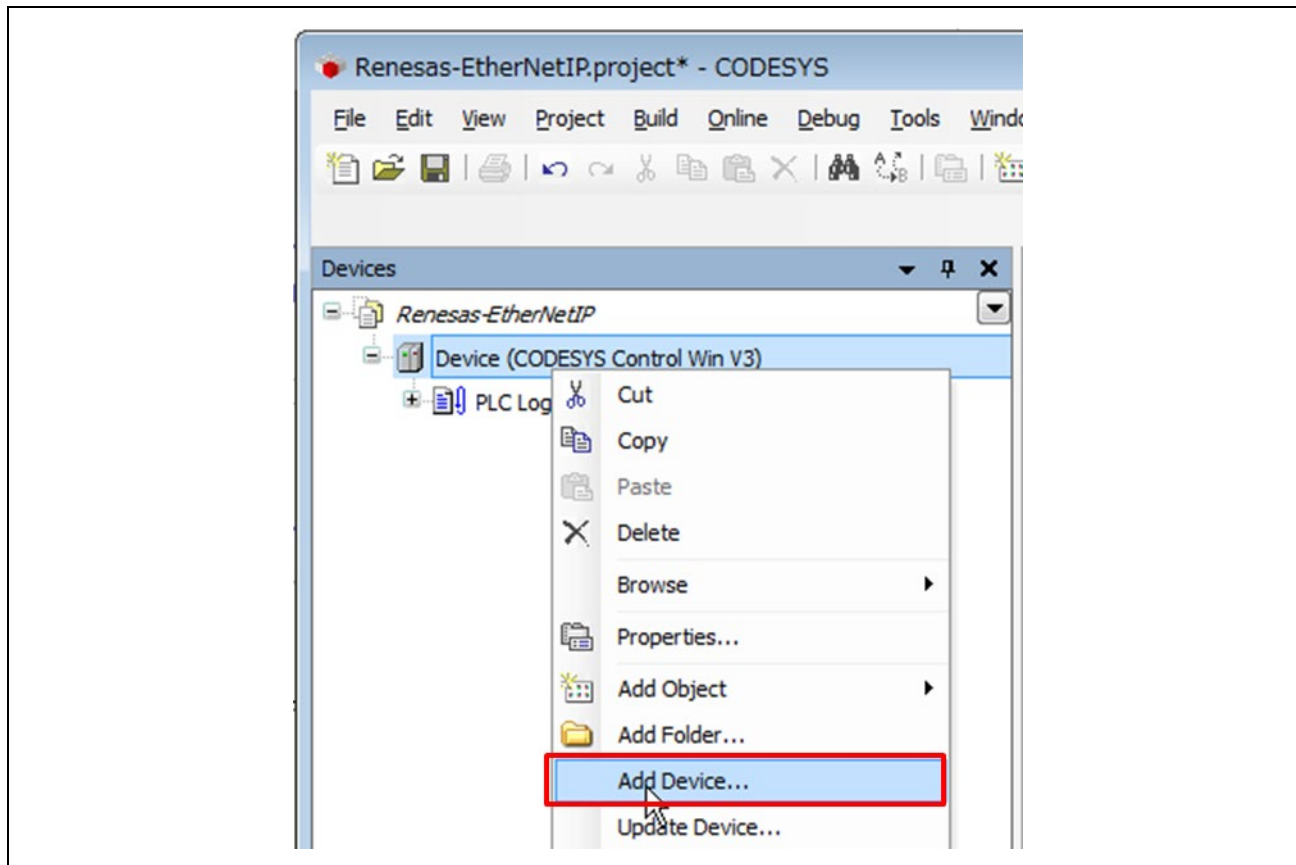 Renesas-EtherNetIP.project* - CODESYS
File Edit View Project Build Online Debug Tools
Devices
Renesas-EtherNetIP
Device (CODESYS Control Win V3)
PLC Log
Cut
Copy
Paste
Delete
Browse
Properties...
Add Object
Add Folder...
Add Device...
Update Device...